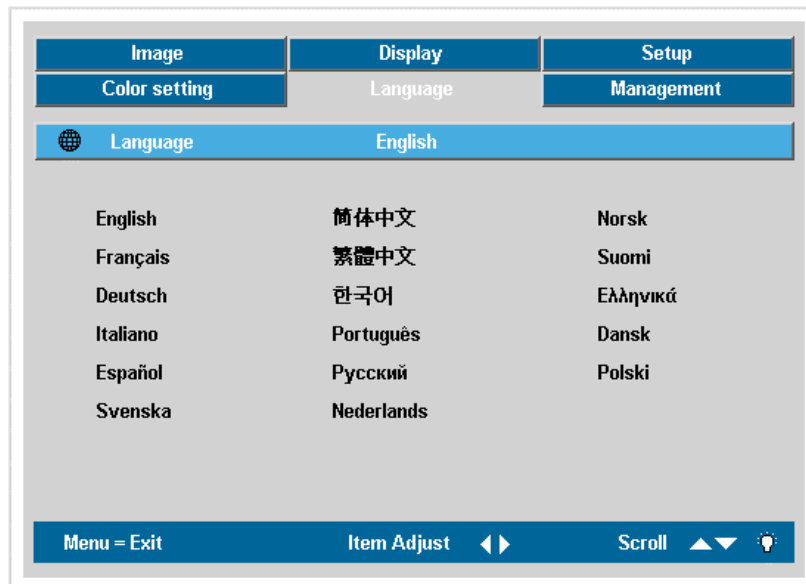 Image Display Setup
Color setting Language Management
Language English
English 简体中文 Norsk
Français 繁體中文 Suomi
Deutsch 한국어 Ελληνικά
Italiano Português Dansk
Español Русский Polski
Svenska Nederlands
Menu = Exit Item Adjust Scroll